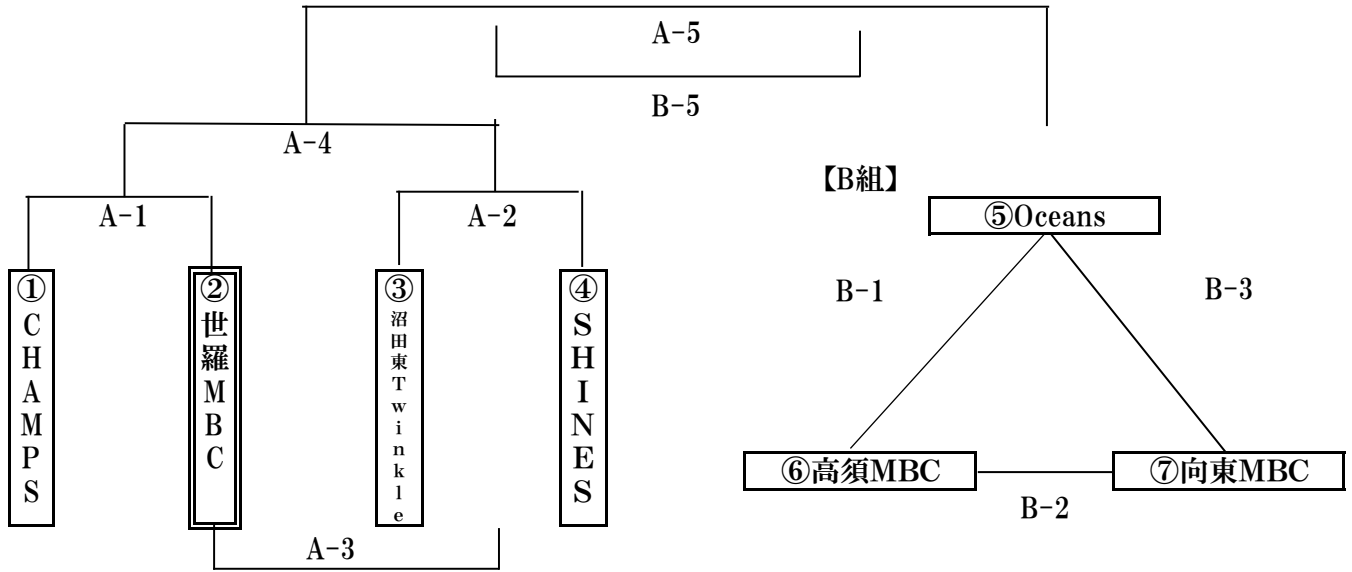 A-5
B-5
A-4
【B組】
A-1
A-2
⑤Oceans
①CHAMPS
②世羅MBC
③沼田東Twinkle
④SHINES
B-1
B-3
⑥高須MBC
⑦向東MBC
B-2
A-3